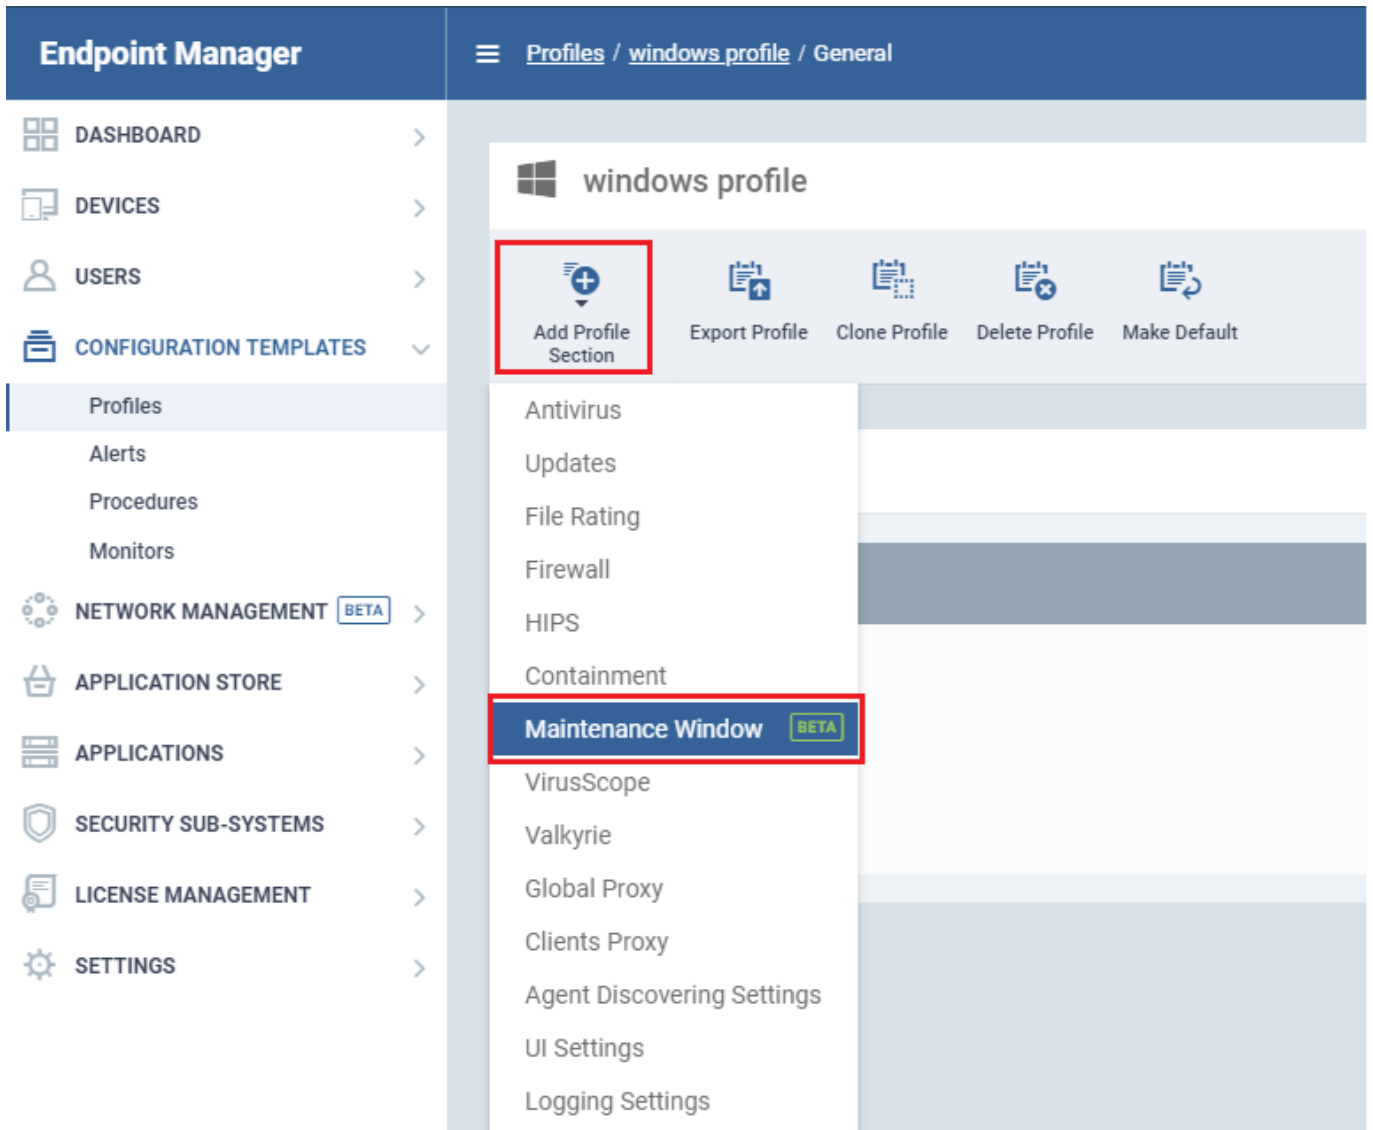 Endpoint Manager
Profiles / windows profile / General
DASHBOARD
DEVICES
USERS
CONFIGURATION TEMPLATES
Profiles
Alerts
Procedures
Monitors
NETWORK MANAGEMENT BETA
APPLICATION STORE
APPLICATIONS
SECURITY SUB-SYSTEMS
LICENSE MANAGEMENT
SETTINGS
windows profile
Add Profile
Section
Export Profile
Clone Profile
Delete Profile
Make Default
Antivirus
Updates
File Rating
Firewall
HIPS
Containment
Maintenance Window BETA
VirusScope
Valkyrie
Global Proxy
Clients Proxy
Agent Discovering Settings
UI Settings
Logging Settings